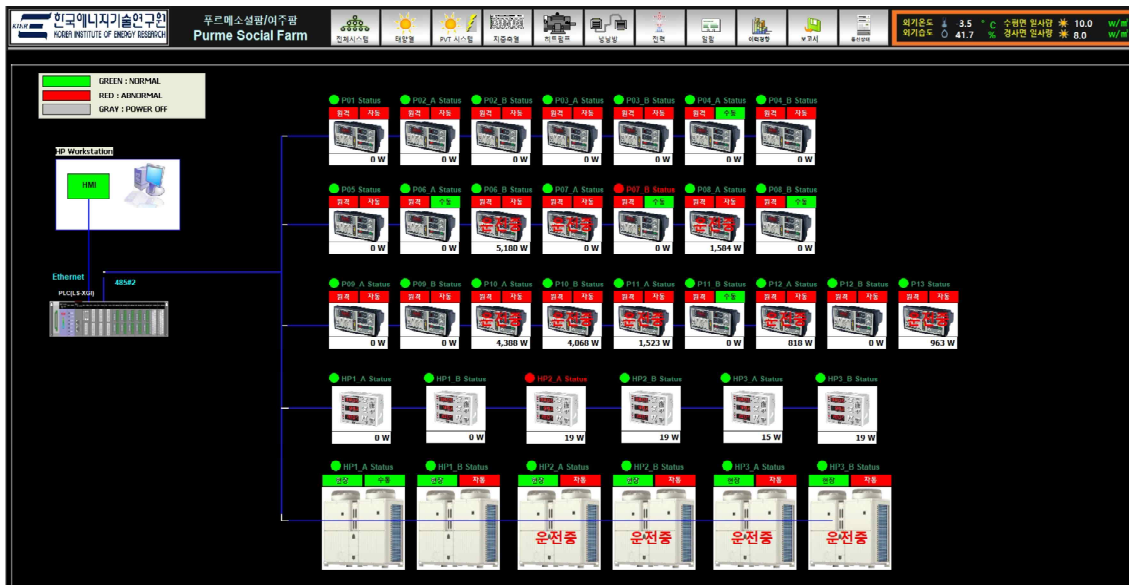 한국에너지기술연구원
KOREA INSTITUTE OF ENERGY RESEARCH
푸르메소셜팜/여주팜
Purme Social Farm
전체시스템 태양열 PVT 시스템 지중축열 히트펌프 냉난방 전력 알람 이력경향 보고서 통신상태
외기온도 -3.5 °C 수평면 일사량 10.0 w/㎡
외기습도 41.7 % 경사면 일사량 8.0 w/㎡
GREEN : NORMAL
RED : ABNORMAL
GRAY : POWER OFF
HP Workstation
HMI
Ethernet
485#2
PLC(LS-XGI)
P01 Status P02_A Status P02_B Status P03_A Status P03_B Status P04_A Status P04_B Status
원격 자동 원격 자동 원격 자동 원격 자동 원격 자동 원격 수동 원격 자동
0 W 0 W 0 W 0 W 0 W 0 W 0 W
P05 Status P06_A Status P06_B Status P07_A Status P07_B Status P08_A Status P08_B Status
원격 자동 원격 수동 원격 자동 원격 자동 원격 수동 원격 자동 원격 수동
운전중 운전중 운전중
0 W 0 W 5,180 W 0 W 0 W 1,584 W 0 W
P09_A Status P09_B Status P10_A Status P10_B Status P11_A Status P11_B Status P12_A Status P12_B Status P13 Status
원격 자동 원격 자동 원격 자동 원격 자동 원격 자동 원격 수동 원격 자동 원격 자동 원격 자동
운전중 운전중 운전중 운전중 운전중
0 W 0 W 4,388 W 4,068 W 1,523 W 0 W 818 W 0 W 963 W
HP1_A Status HP1_B Status HP2_A Status HP2_B Status HP3_A Status HP3_B Status
0 W 0 W 19 W 19 W 15 W 19 W
HP1_A Status HP1_B Status HP2_A Status HP2_B Status HP3_A Status HP3_B Status
현장 수동 현장 자동 현장 자동 현장 자동 현장 자동 현장 자동
운전중 운전중 운전중 운전중